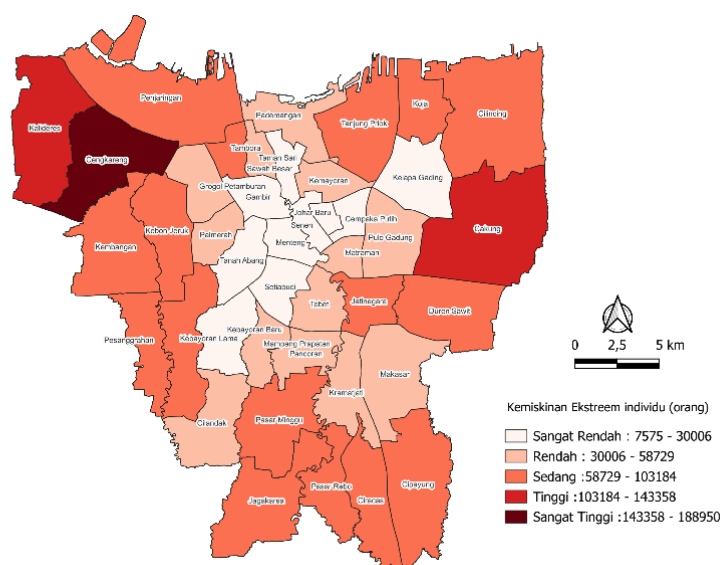 Penjaringan
Koja
Cilincing
Kalideres
Pademangan
Tanjung Priok
Cengkareng
Tambora
Taman Sari
Sawah Besar
Kemayoran
Kelapa Gading
Grogol Petamburan
Gambir
Johar Baru
Cempaka Putih
Senen
Cakung
Kembangan
Kebon Jeruk
Palmerah
Menteng
Pulo Gadung
Matraman
Tanah Abang
Setiabudi
Tebet
Jatinegara
Duren Sawit
Pesanggrahan
Kebayoran Lama
Kebayoran Baru
Mampang Prapatan
Pancoran
Makasar
Kramatjati
Cilandak
Pasar Minggu
Jagakarsa
Pasar Rebo
Ciracas
Cipayung
0 2,5 5 km
Kemiskinan Ekstreem individu (orang)
Sangat Rendah : 7575 - 30006
Rendah : 30006 - 58729
Sedang :58729 - 103184
Tinggi :103184 - 143358
Sangat Tinggi :143358 - 188950